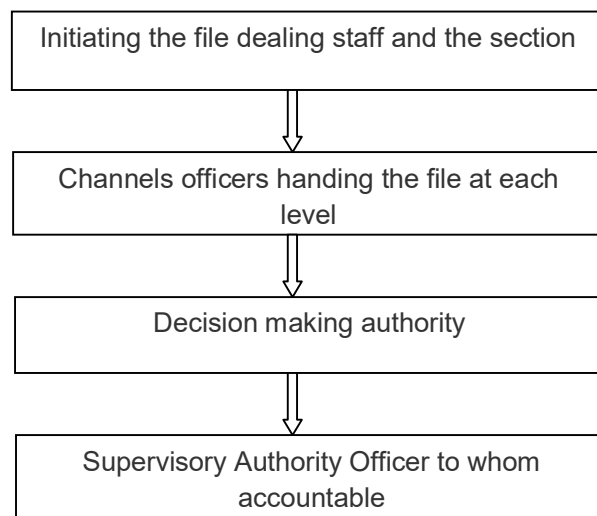 Initiating the file dealing staff and the section
Channels officers handing the file at each
level
Decision making authority
Supervisory Authority Officer to whom
accountable